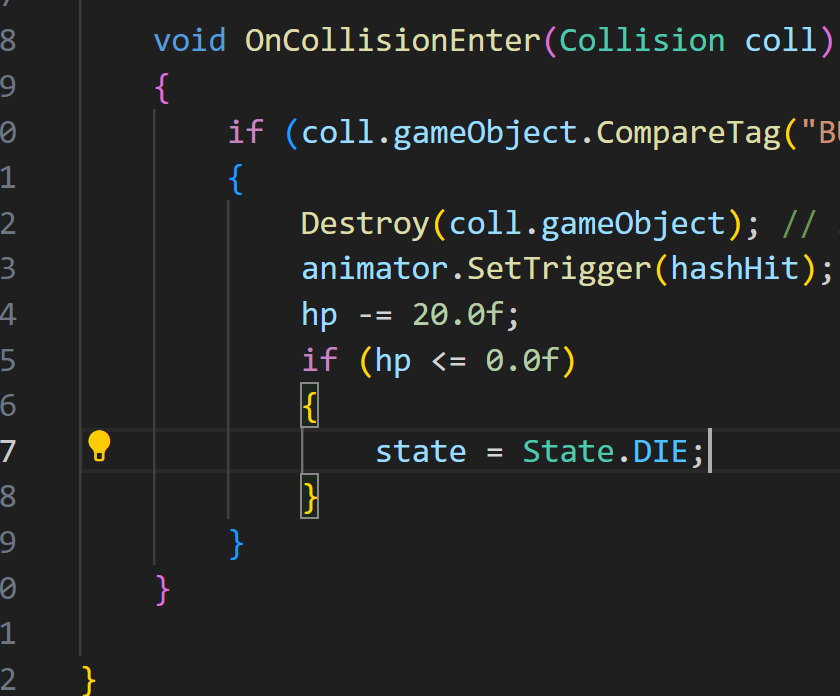 8 void OnCollisionEnter(Collision coll)
9 {
0 if (coll.gameObject.CompareTag("B
1 {
2 Destroy(coll.gameObject); //
3 animator.SetTrigger(hashHit);
4 hp -= 20.0f;
5 if (hp <= 0.0f)
6 {
7 state = State.DIE;
8 }
9 }
0 }
1
2 }